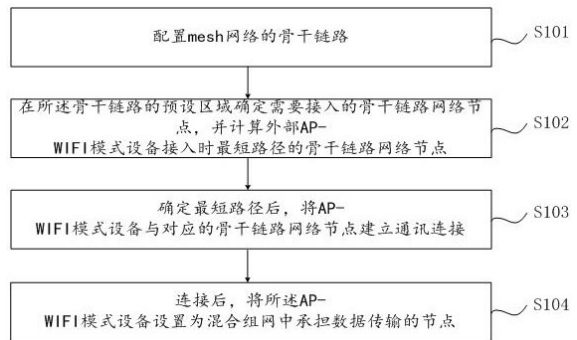 配置mesh网络的骨干链路
S101
在所述骨干链路的预设区域确定需要接入的骨干链路网络节
点，并计算外部AP-
WIFI模式设备接入时最短路径的骨干链路网络节点
S102
确定最短路径后，将AP-
WIFI模式设备与对应的骨干链路网络节点建立通讯连接
S103
连接后，将所述AP-
WIFI模式设备设置为混合组网中承担数据传输的节点
S104